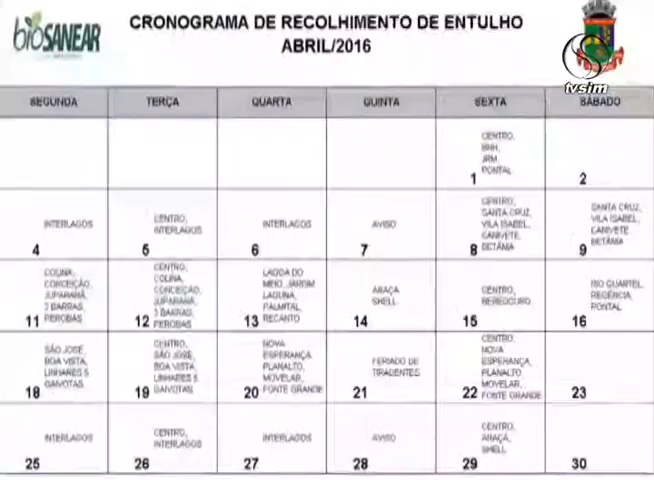 bioSANEAR
CRONOGRAMA DE RECOLHIMENTO DE ENTULHO
ABRIL/2016
tvsim
SEGUNDA TERÇA QUARTA QUINTA SEXTA SÁBADO
CENTRO,
BNH,
JRM,
PONTAL
1
2
INTERLAGOS
4
CENTRO,
INTERLAGOS
5
INTERLAGOS
6
AVISO
7
CENTRO,
SANTA CRUZ,
VILA ISABEL,
CANIVETE,
BETÂNIA
8
SANTA CRUZ,
VILA ISABEL,
CANIVETE,
BETÂNIA
9
COLINA,
CONCEIÇÃO,
JUPARANÃ,
3 BARRAS,
PEROBAS
11
CENTRO,
COLINA,
CONCEIÇÃO,
JUPARANÃ,
3 BARRAS,
PEROBAS
12
LAGOA DO
MEIO, JARDIM
LAGUNA,
PALMITAL,
RECANTO
13
ARAÇA
SHELL
14
CENTRO,
BEBEDOURO
15
RIO QUARTEL,
REGÊNCIA,
PONTAL
16
SÃO JOSÉ,
BOA VISTA,
LINHARES 5
GAIVOTAS
18
CENTRO,
SÃO JOSÉ,
BOA VISTA,
LINHARES 5
GAIVOTAS
19
NOVA
ESPERANÇA
PLANALTO,
MOVELAR,
FONTE GRANDE
20
FERIADO DE
TIRADENTES
21
CENTRO,
NOVA
ESPERANÇA,
PLANALTO
MOVELAR,
FONTE GRANDE
22
23
INTERLAGOS
25
CENTRO,
INTERLAGOS
26
INTERLAGOS
27
AVISO
28
CENTRO,
ARAÇÁ,
SHELL
29
30